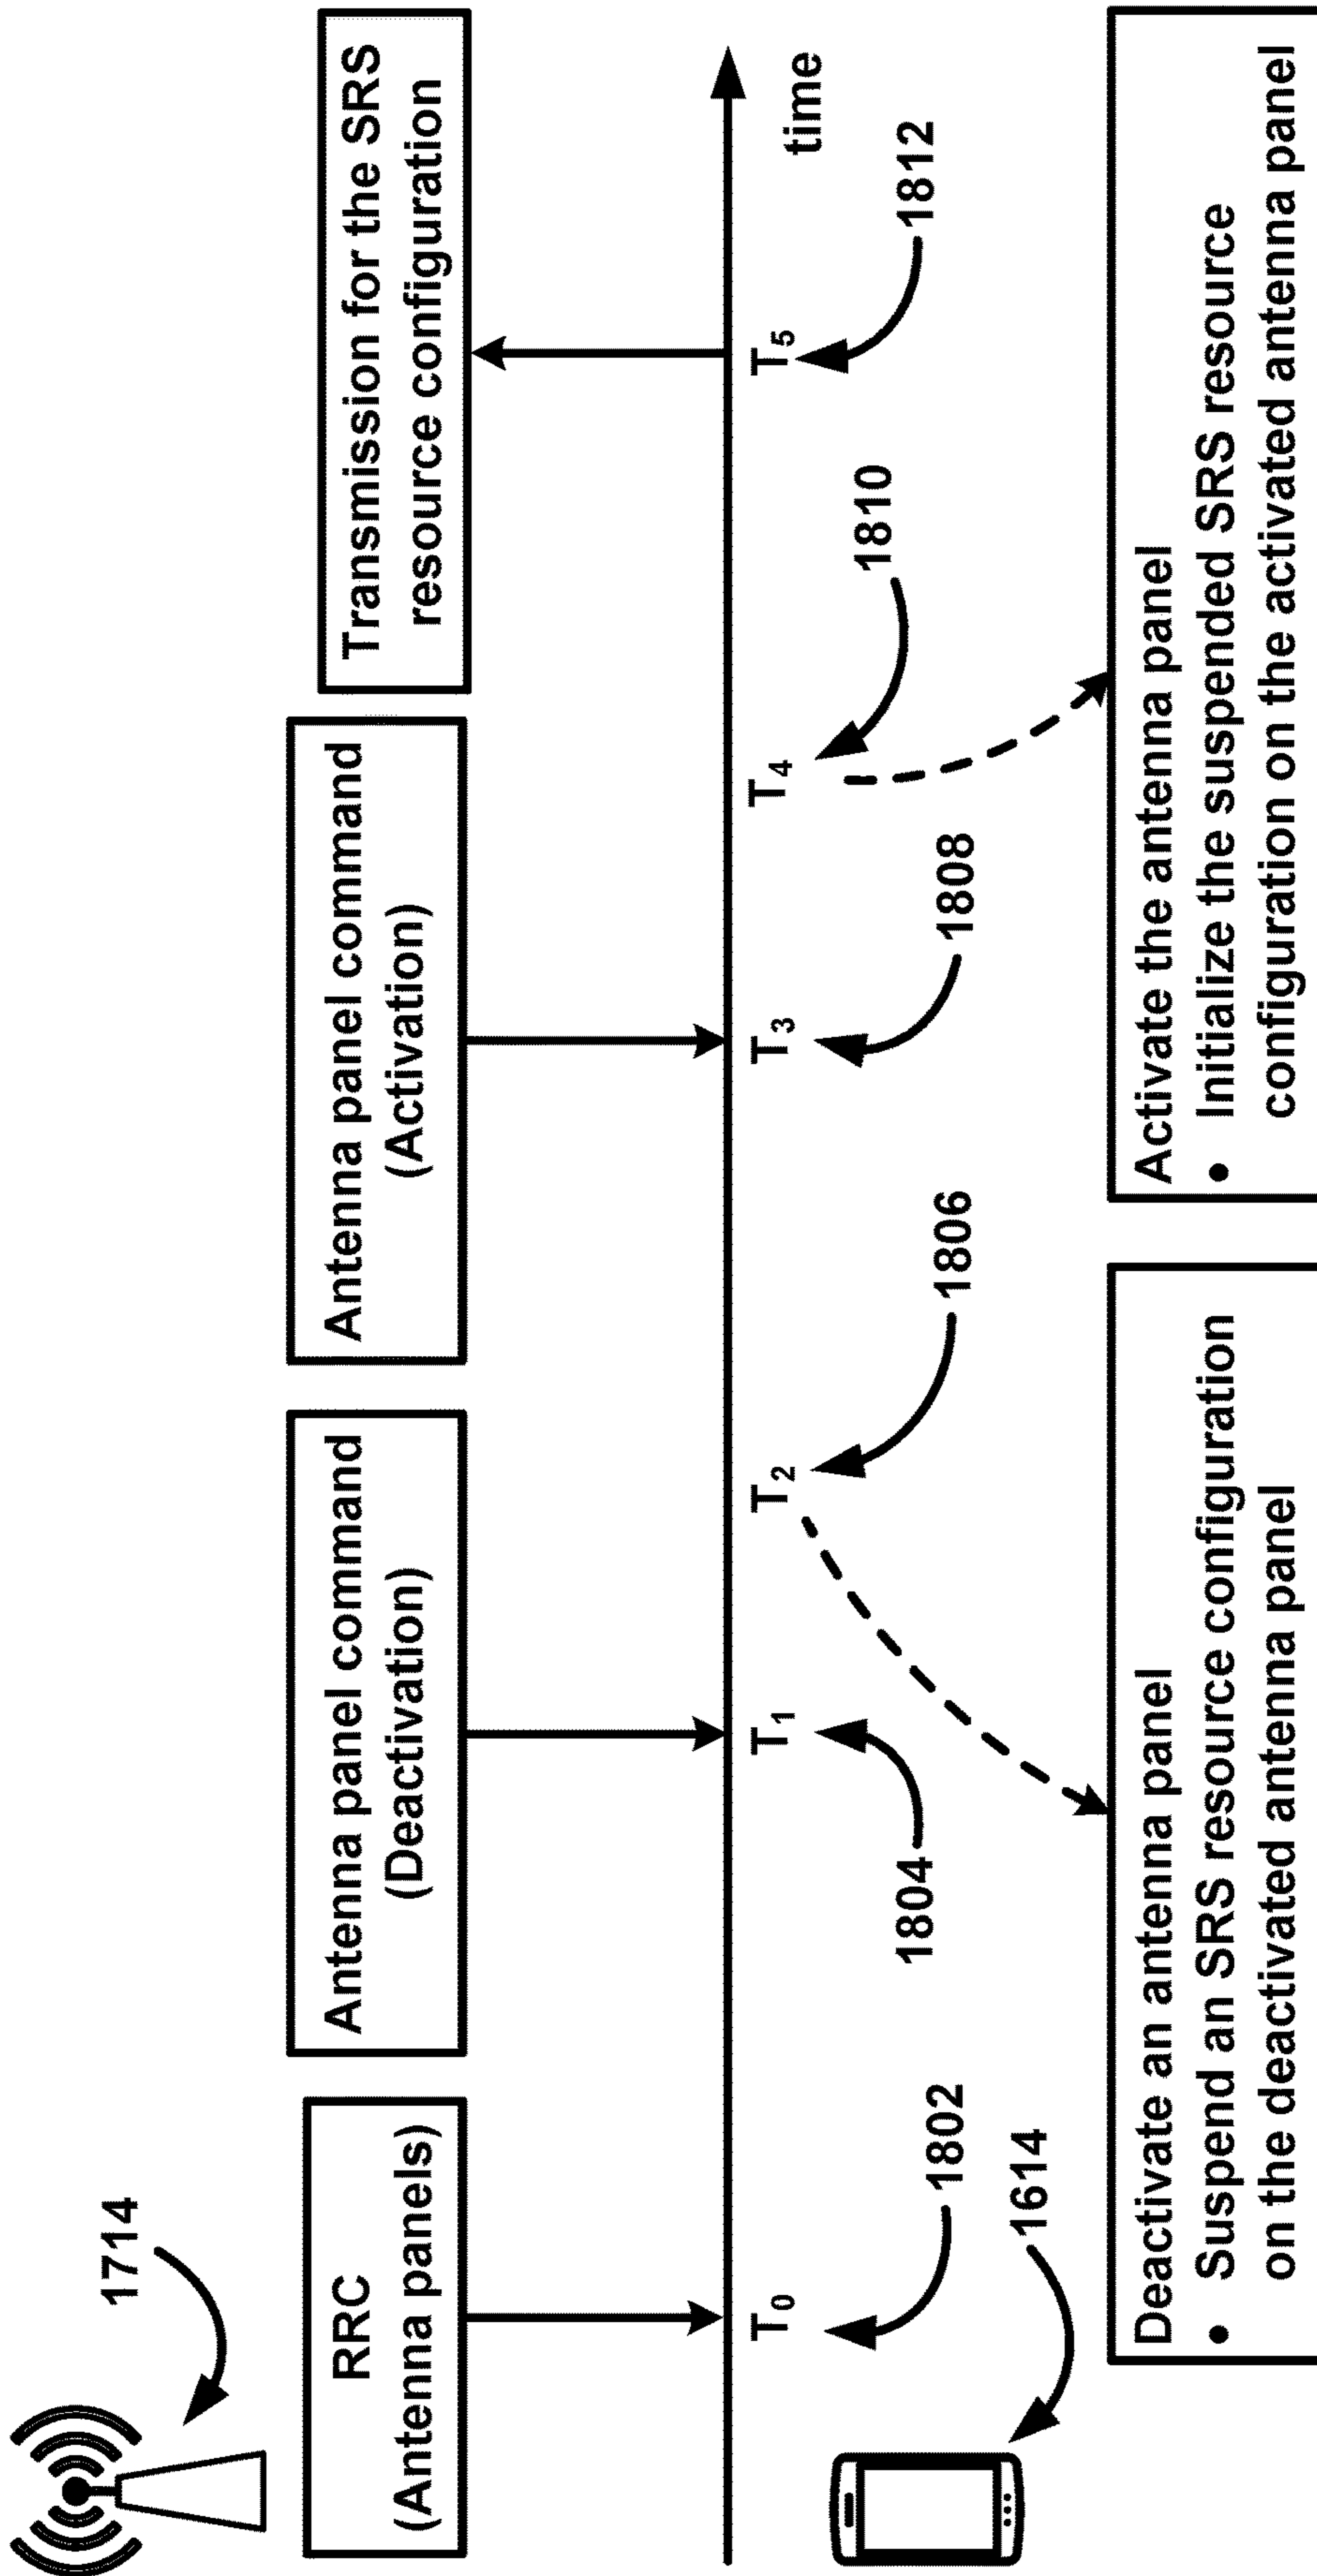 1714
RRC
(Antenna panels)
Antenna panel command
(Deactivation)
Antenna panel command
(Activation)
Transmission for the SRS
resource configuration
T0
T1
T2
T3
T4
T5
time
1802
1804
1806
1808
1810
1812
1614
Deactivate an antenna panel
• Suspend an SRS resource configuration
on the deactivated antenna panel
Activate the antenna panel
• Initialize the suspended SRS resource
configuration on the activated antenna panel